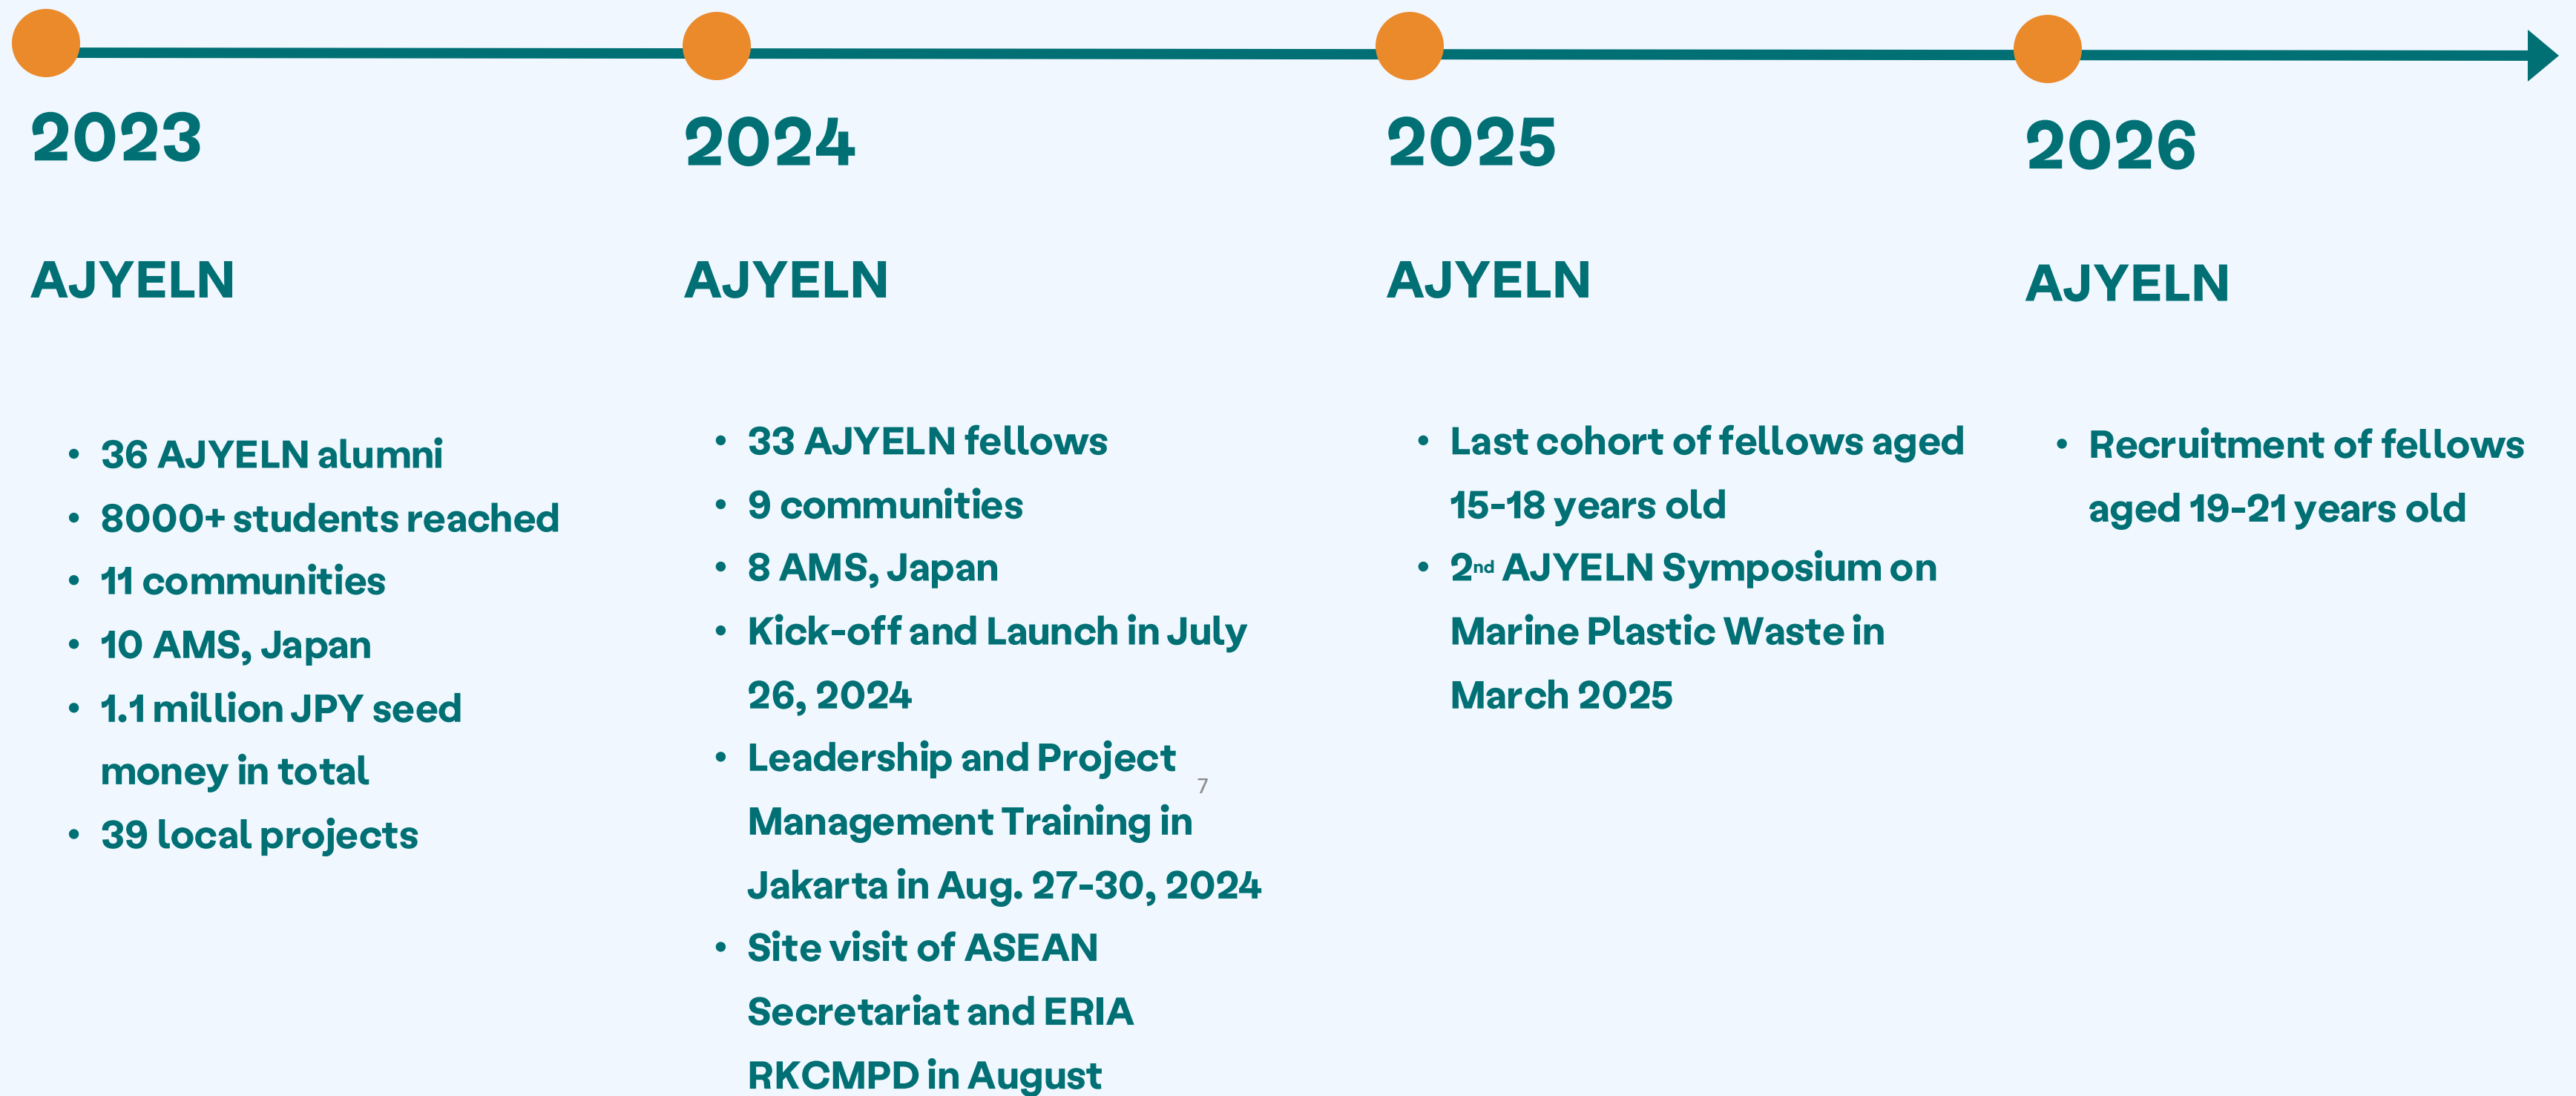 2023
AJYELN
• 36 AJYELN alumni
• 8000+ students reached
• 11 communities
• 10 AMS, Japan
• 1.1 million JPY seed
money in total
• 39 local projects
2024
AJYELN
• 33 AJYELN fellows
• 9 communities
• 8 AMS, Japan
• Kick-off and Launch in July
26, 2024
• Leadership and Project
Management Training in
Jakarta in Aug. 27-30, 2024
• Site visit of ASEAN
Secretariat and ERIA
RKCMPD in August
7
2025
AJYELN
• Last cohort of fellows aged
15-18 years old
• 2nd AJYELN Symposium on
Marine Plastic Waste in
March 2025
2026
AJYELN
• Recruitment of fellows
aged 19-21 years old